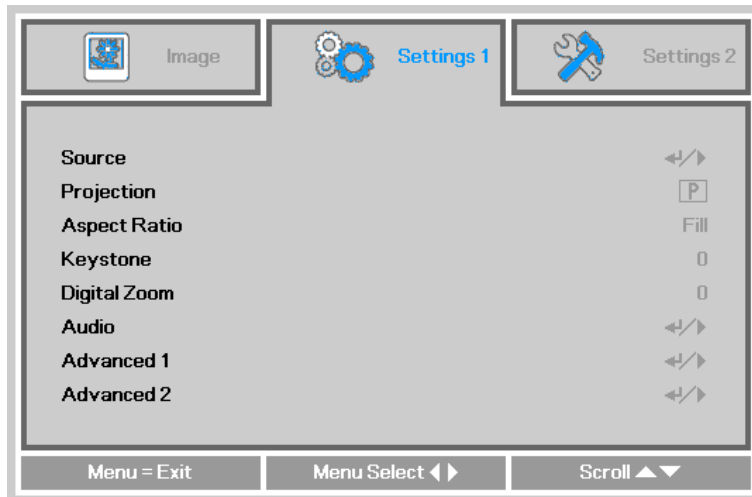 Image Settings 1 Settings 2
Source
Projection P
Aspect Ratio Fill
Keystone 0
Digital Zoom 0
Audio
Advanced 1
Advanced 2
Menu = Exit Menu Select Scroll